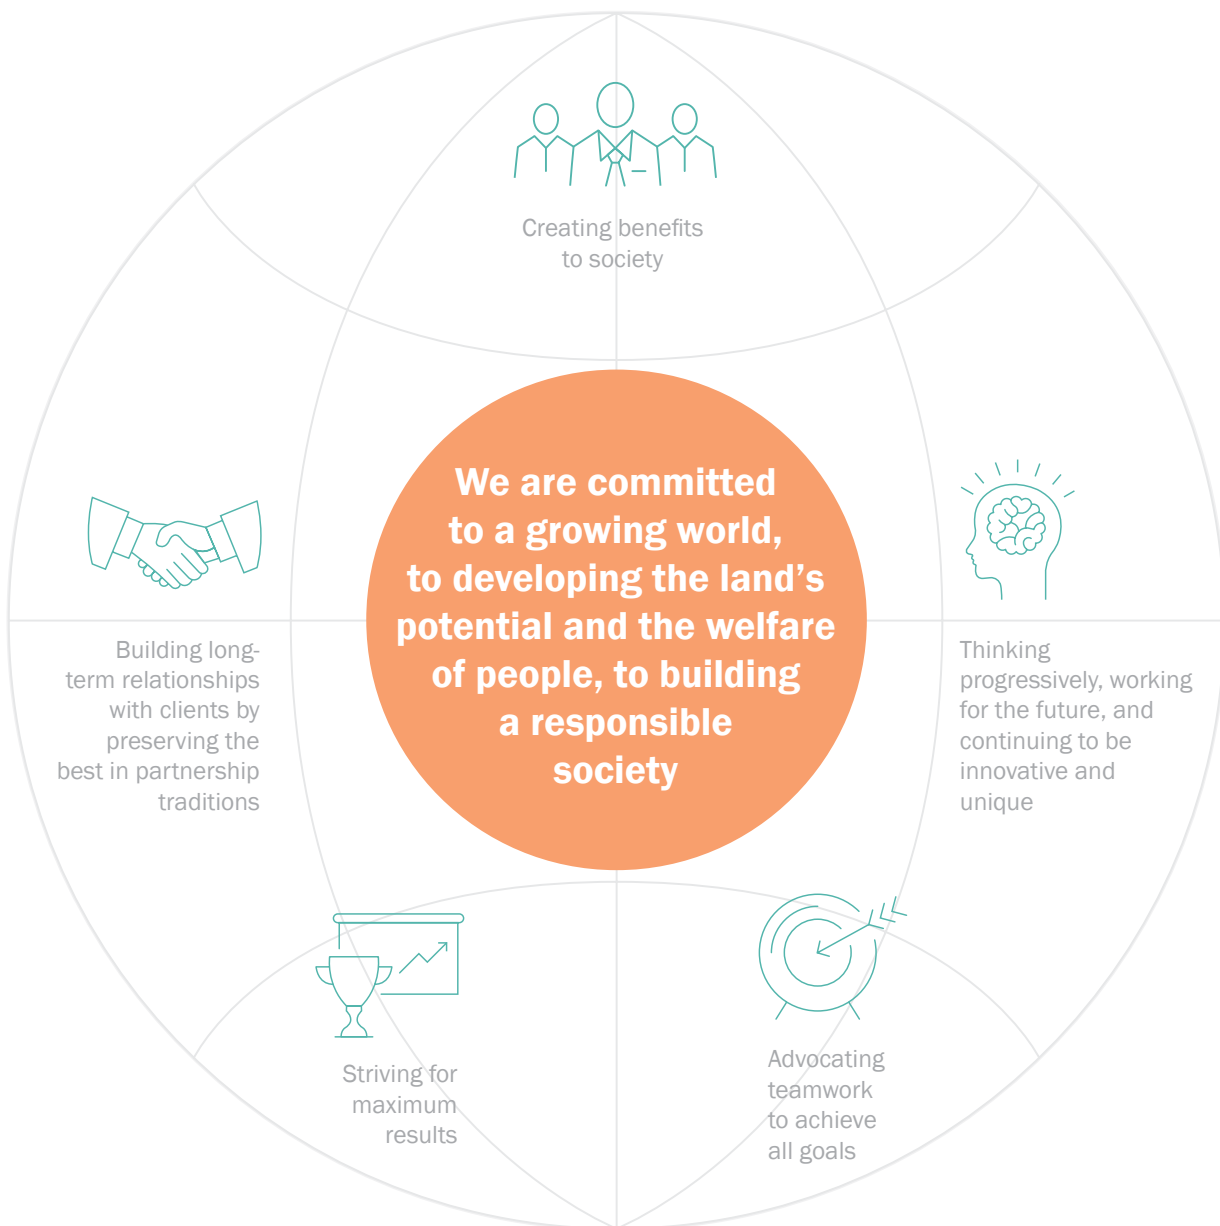 Creating benefits
to society
We are committed
to a growing world,
to developing the land's
potential and the welfare
of people, to building
a responsible
society
Building long-
term relationships
with clients by
preserving the
best in partnership
traditions
Thinking
progressively, working
for the future, and
continuing to be
innovative and
unique
Striving for
maximum
results
Advocating
teamwork
to achieve
all goals